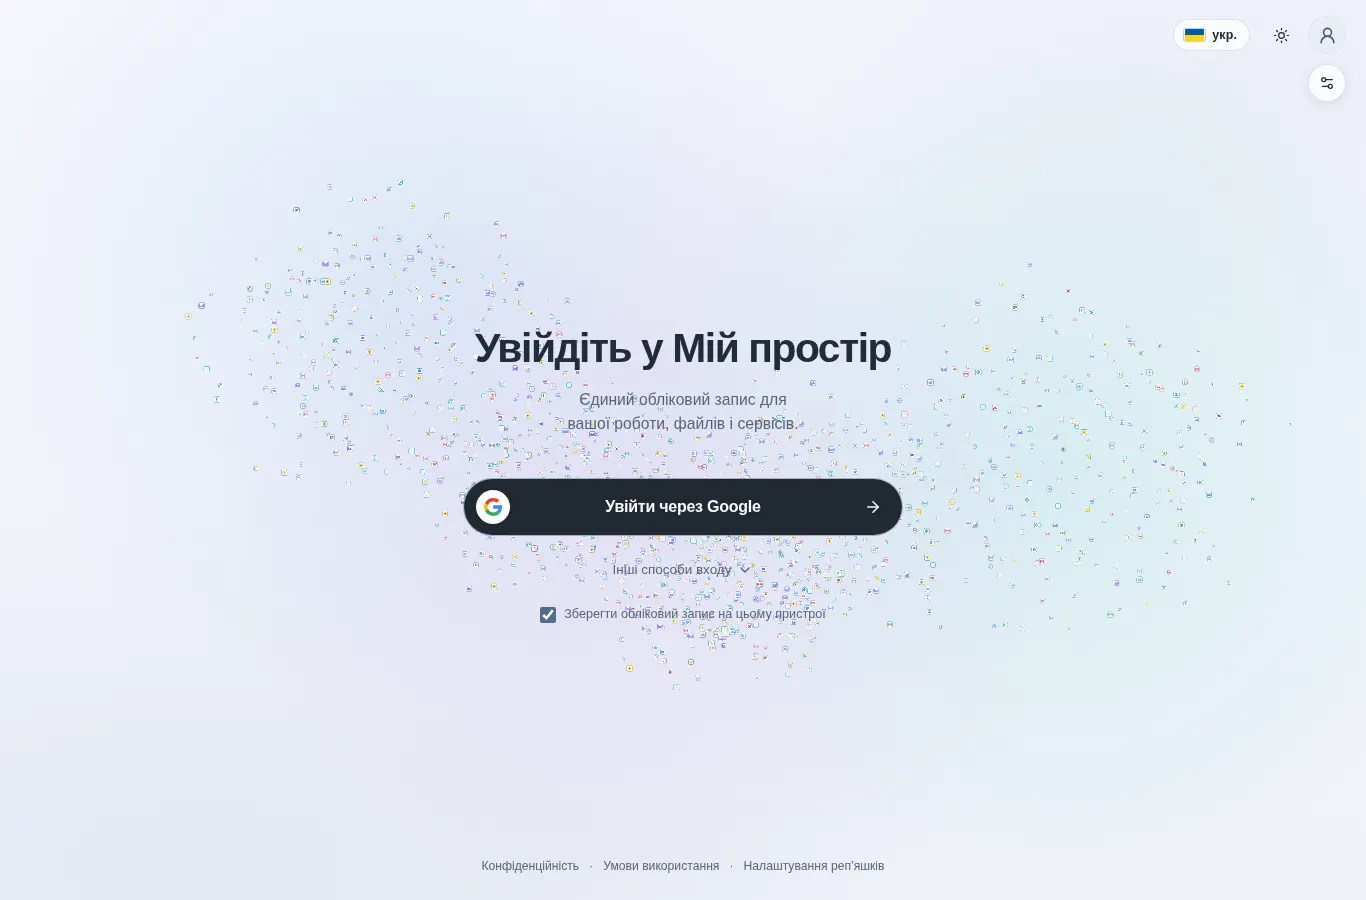 укр.
Увійдіть у Мій простір
Єдиний обліковий запис для
вашої роботи, файлів і сервісів.
Увійти через Google
Інші способи входу
Зберегти обліковий запис на цьому пристрої
Конфіденційність · Умови використання · Налаштування реп’яшків